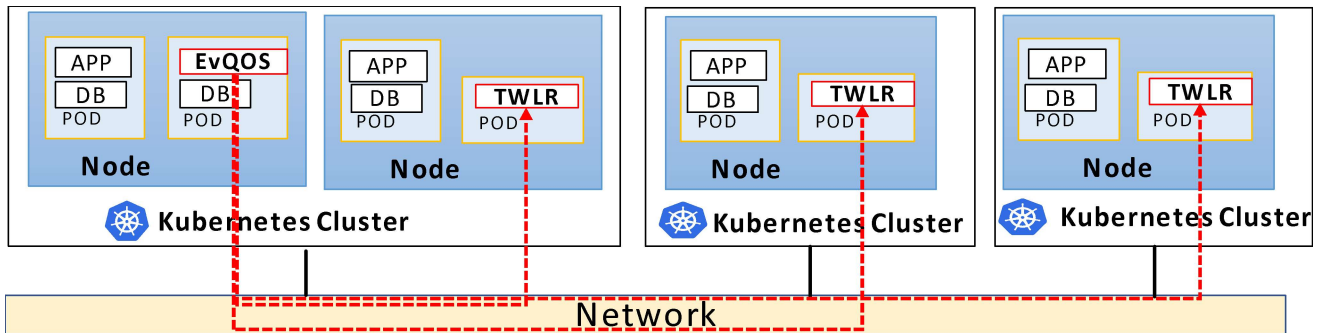 APP
DB
POD
EvQOS
DB
POD
Node
APP
DB
POD
TWLR
POD
Node
Kubernetes Cluster
APP
DB
POD
TWLR
POD
Node
Kubernetes Cluster
APP
DB
POD
TWLR
POD
Node
Kubernetes Cluster
Network